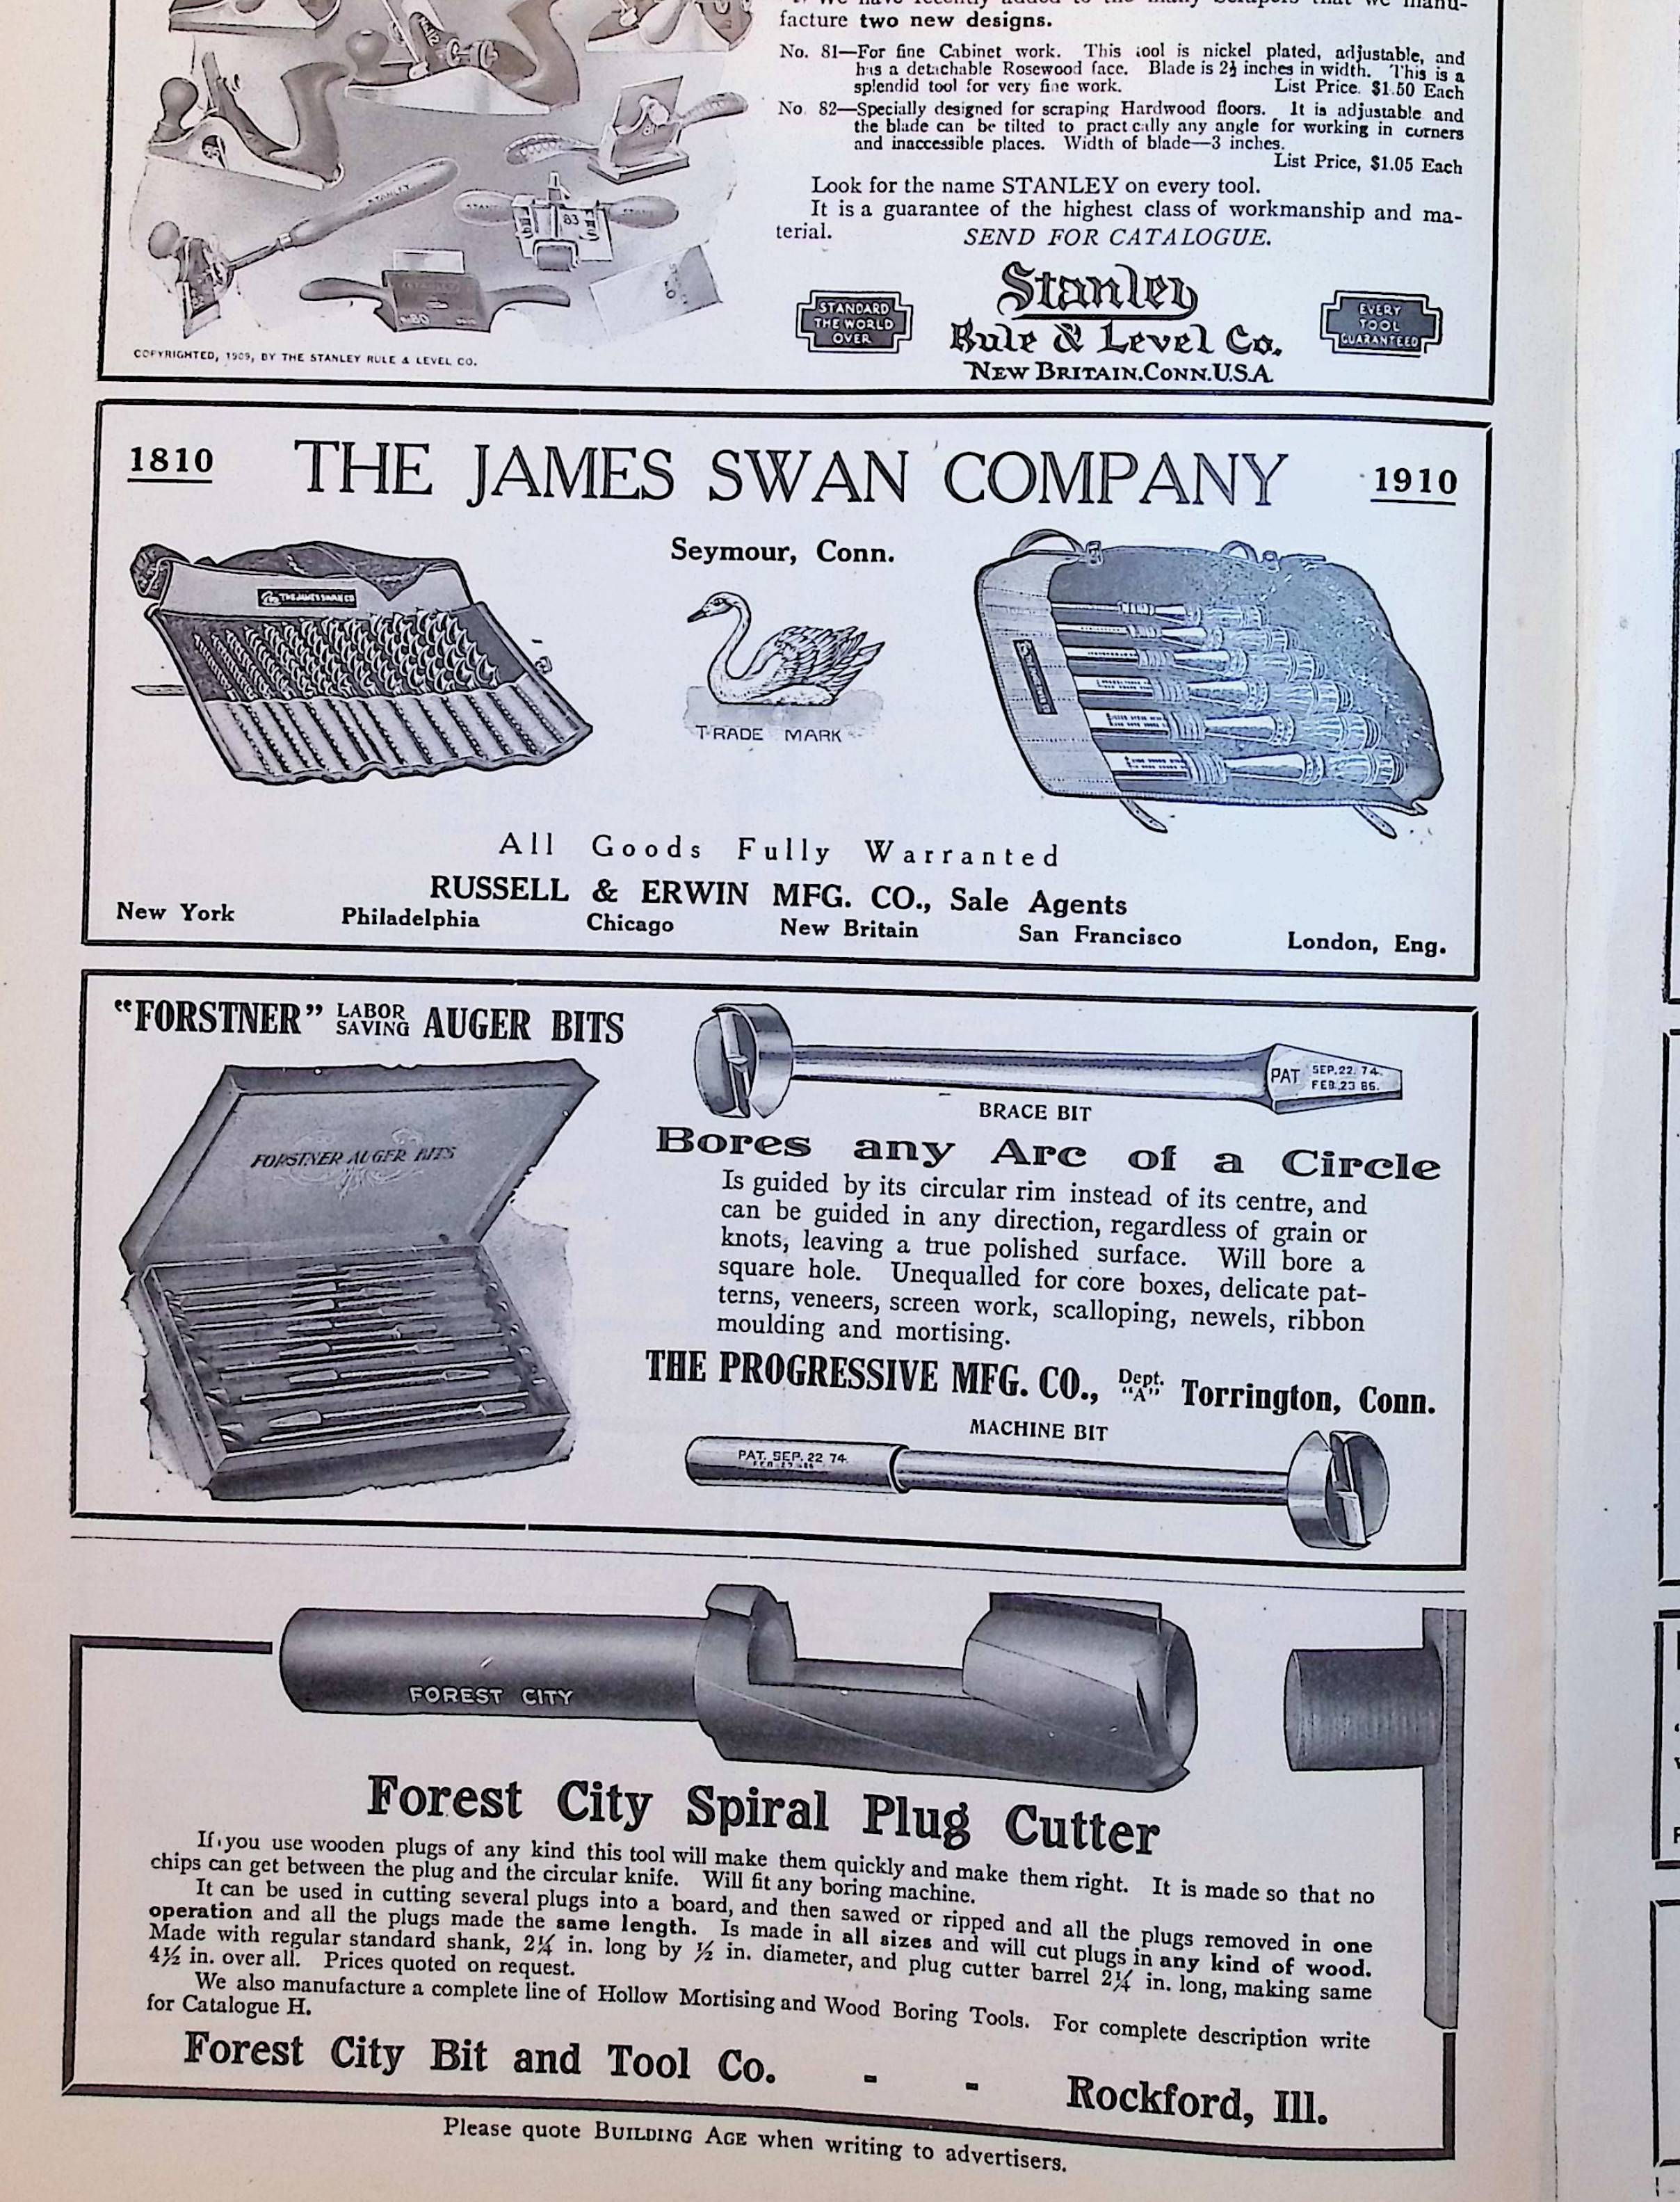 facture two new designs.
No. 81—For fine Cabinet work. This tool is nickel plated, adjustable, and
has a detachable Rosewood face. Blade is 2½ inches in width. This is a
splendid tool for very fine work. List Price. $1.50 Each
No. 82—Specially designed for scraping Hardwood floors. It is adjustable and
the blade can be tilted to practically any angle for working in corners
and inaccessible places. Width of blade—3 inches.
List Price, $1.05 Each
Look for the name STANLEY on every tool.
It is a guarantee of the highest class of workmanship and ma-
terial. SEND FOR CATALOGUE.
STANLEY
STANLEY
83
80
STANDARD
THE WORLD
OVER
Stanley
Rule & Level Co.
NEW BRITAIN.CONN.U.S.A.
EVERY
TOOL
GUARANTEED
COPYRIGHTED, 1909, BY THE STANLEY RULE & LEVEL CO.
1810 THE JAMES SWAN COMPANY 1910
Seymour, Conn.
THE JAMES SWAN CO
TRADE MARK
All Goods Fully Warranted
RUSSELL & ERWIN MFG. CO., Sale Agents
New York Philadelphia Chicago New Britain San Francisco London, Eng.
"FORSTNER" LABOR SAVING AUGER BITS
FORSTNER AUGER BITS
PAT SEP.22.74.
FEB.23 86.
BRACE BIT
Bores any Arc of a Circle
Is guided by its circular rim instead of its centre, and
can be guided in any direction, regardless of grain or
knots, leaving a true polished surface. Will bore a
square hole. Unequalled for core boxes, delicate pat-
terns, veneers, screen work, scalloping, newels, ribbon
moulding and mortising.
THE PROGRESSIVE MFG. CO., Dept. "A" Torrington, Conn.
MACHINE BIT
PAT. SEP. 22 74.
FOREST CITY
Forest City Spiral Plug Cutter
If you use wooden plugs of any kind this tool will make them quickly and make them right. It is made so that no
chips can get between the plug and the circular knife. Will fit any boring machine.
It can be used in cutting several plugs into a board, and then sawed or ripped and all the plugs removed in one
operation and all the plugs made the same length. Is made in all sizes and will cut plugs in any kind of wood.
Made with regular standard shank, 2¼ in. long by ½ in. diameter, and plug cutter barrel 2¼ in. long, making same
4½ in. over all. Prices quoted on request.
We also manufacture a complete line of Hollow Mortising and Wood Boring Tools. For complete description write
for Catalogue H.
Forest City Bit and Tool Co. - - Rockford, Ill.
Please quote BUILDING AGE when writing to advertisers.